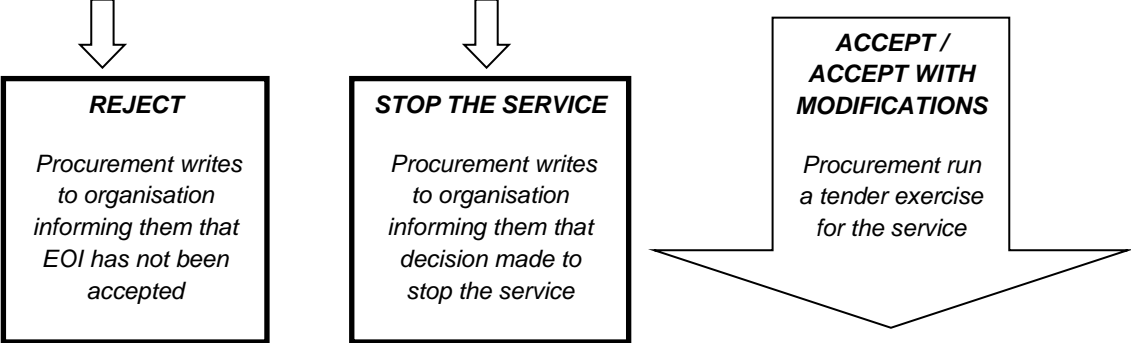 REJECT
Procurement writes
to organisation
informing them that
EOI has not been
accepted
STOP THE SERVICE
Procurement writes
to organisation
informing them that
decision made to
stop the service
ACCEPT /
ACCEPT WITH
MODIFICATIONS
Procurement run
a tender exercise
for the service